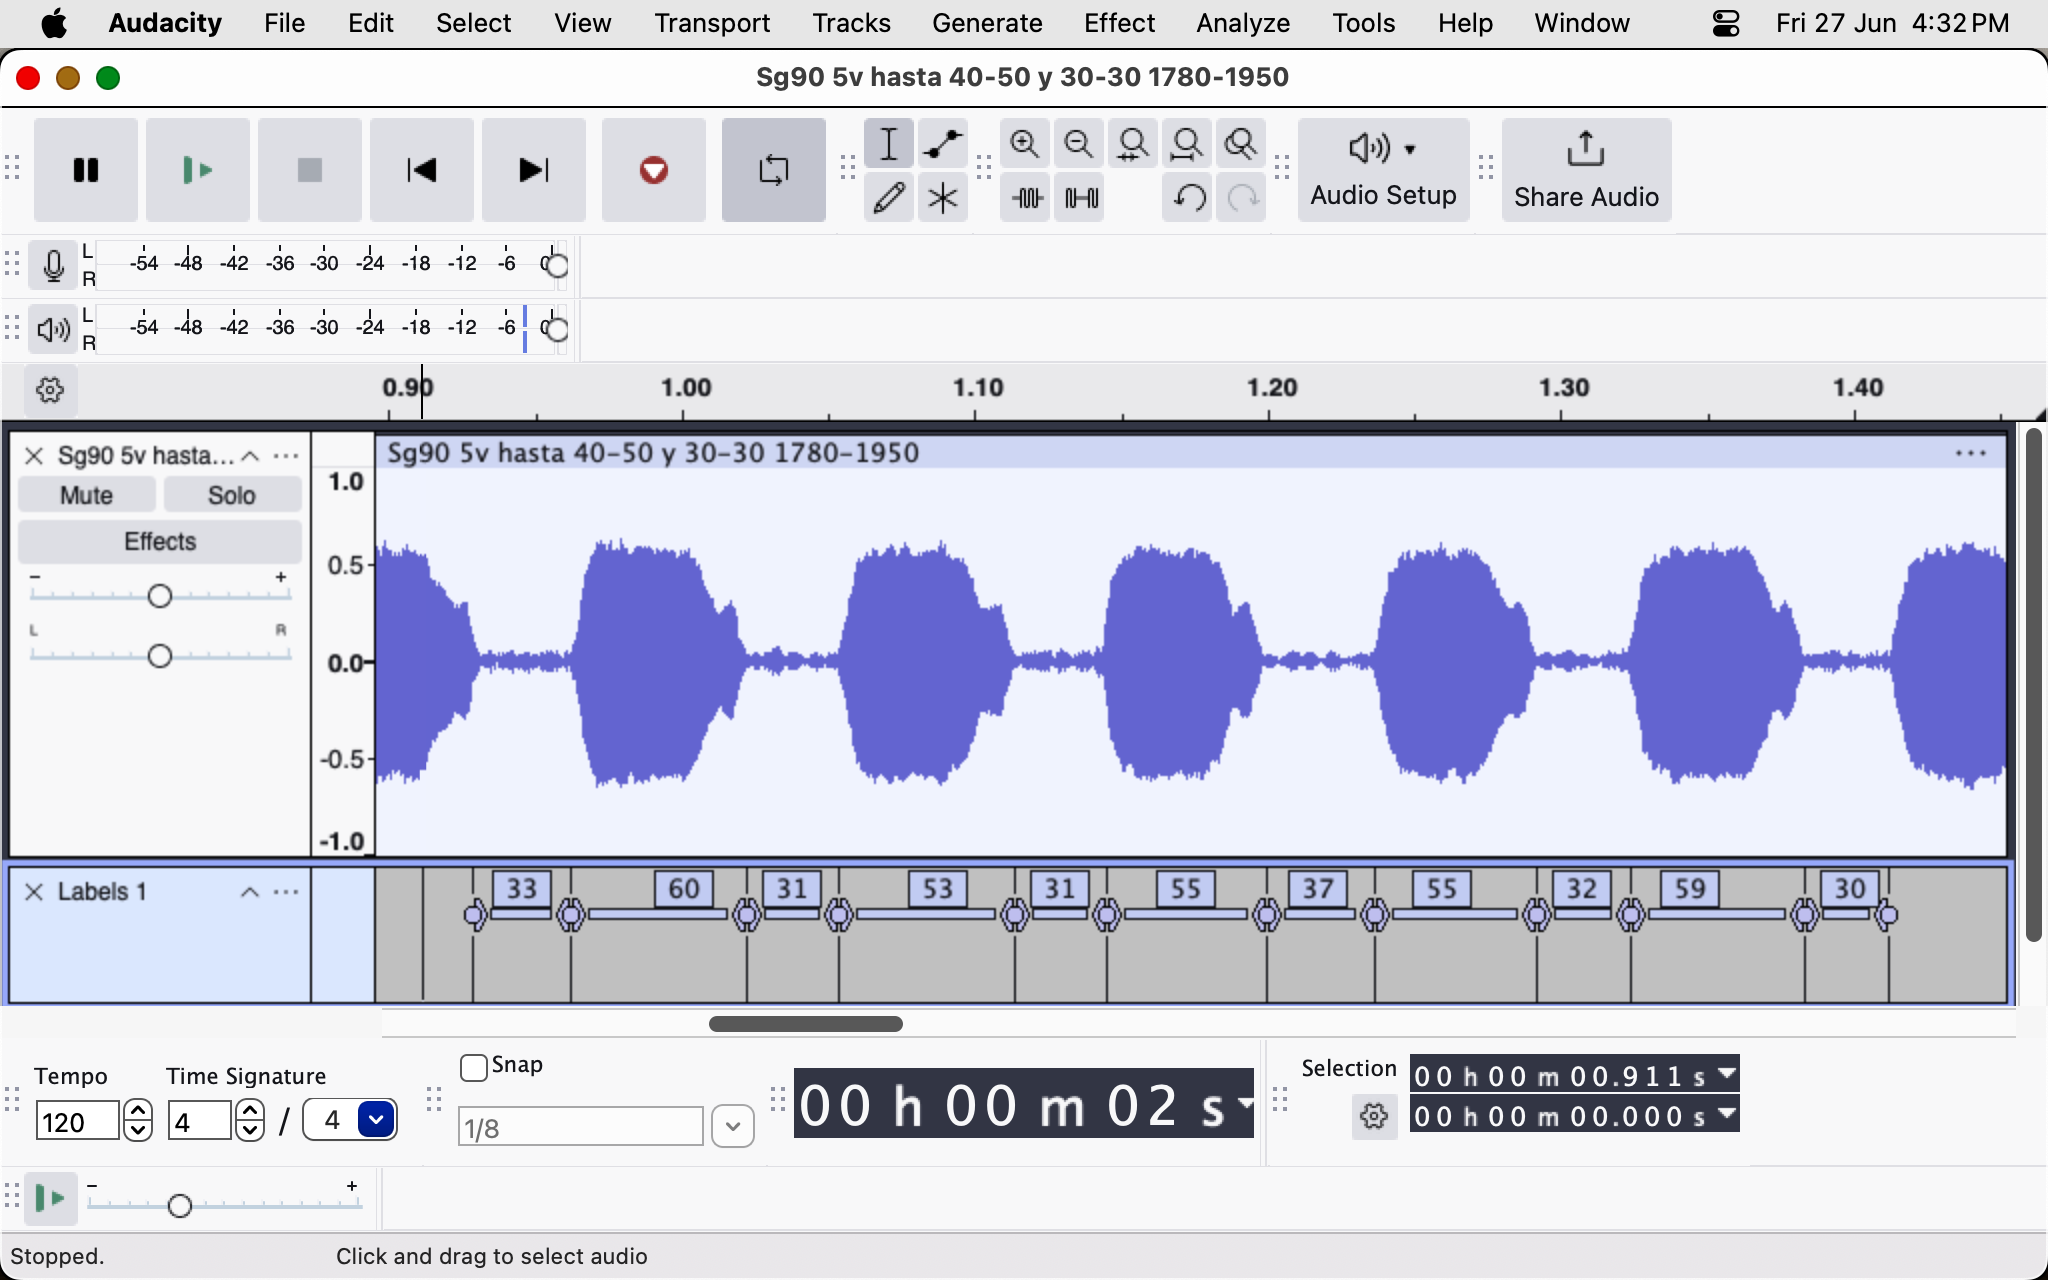 Audacity File Edit Select View Transport Tracks Generate Effect Analyze Tools Help Window Fri 27 Jun 4:32 PM
Sg90 5v hasta 40-50 y 30-30 1780-1950
Audio Setup
Share Audio
L
R
-54 -48 -42 -36 -30 -24 -18 -12 -6 0
L
R
-54 -48 -42 -36 -30 -24 -18 -12 -6 0
0.90 1.00 1.10 1.20 1.30 1.40
Sg90 5v hasta...
Sg90 5v hasta 40-50 y 30-30 1780-1950
Mute Solo
Effects
- +
L R
1.0
0.5
0.0
-0.5
-1.0
Labels 1
33 60 31 53 31 55 37 55 32 59 30
Tempo
120
Time Signature
4 / 4
Snap
1/8
00 h 00 m 02 s
Selection
00 h 00 m 00.911 s
00 h 00 m 00.000 s
- +
Stopped.
Click and drag to select audio